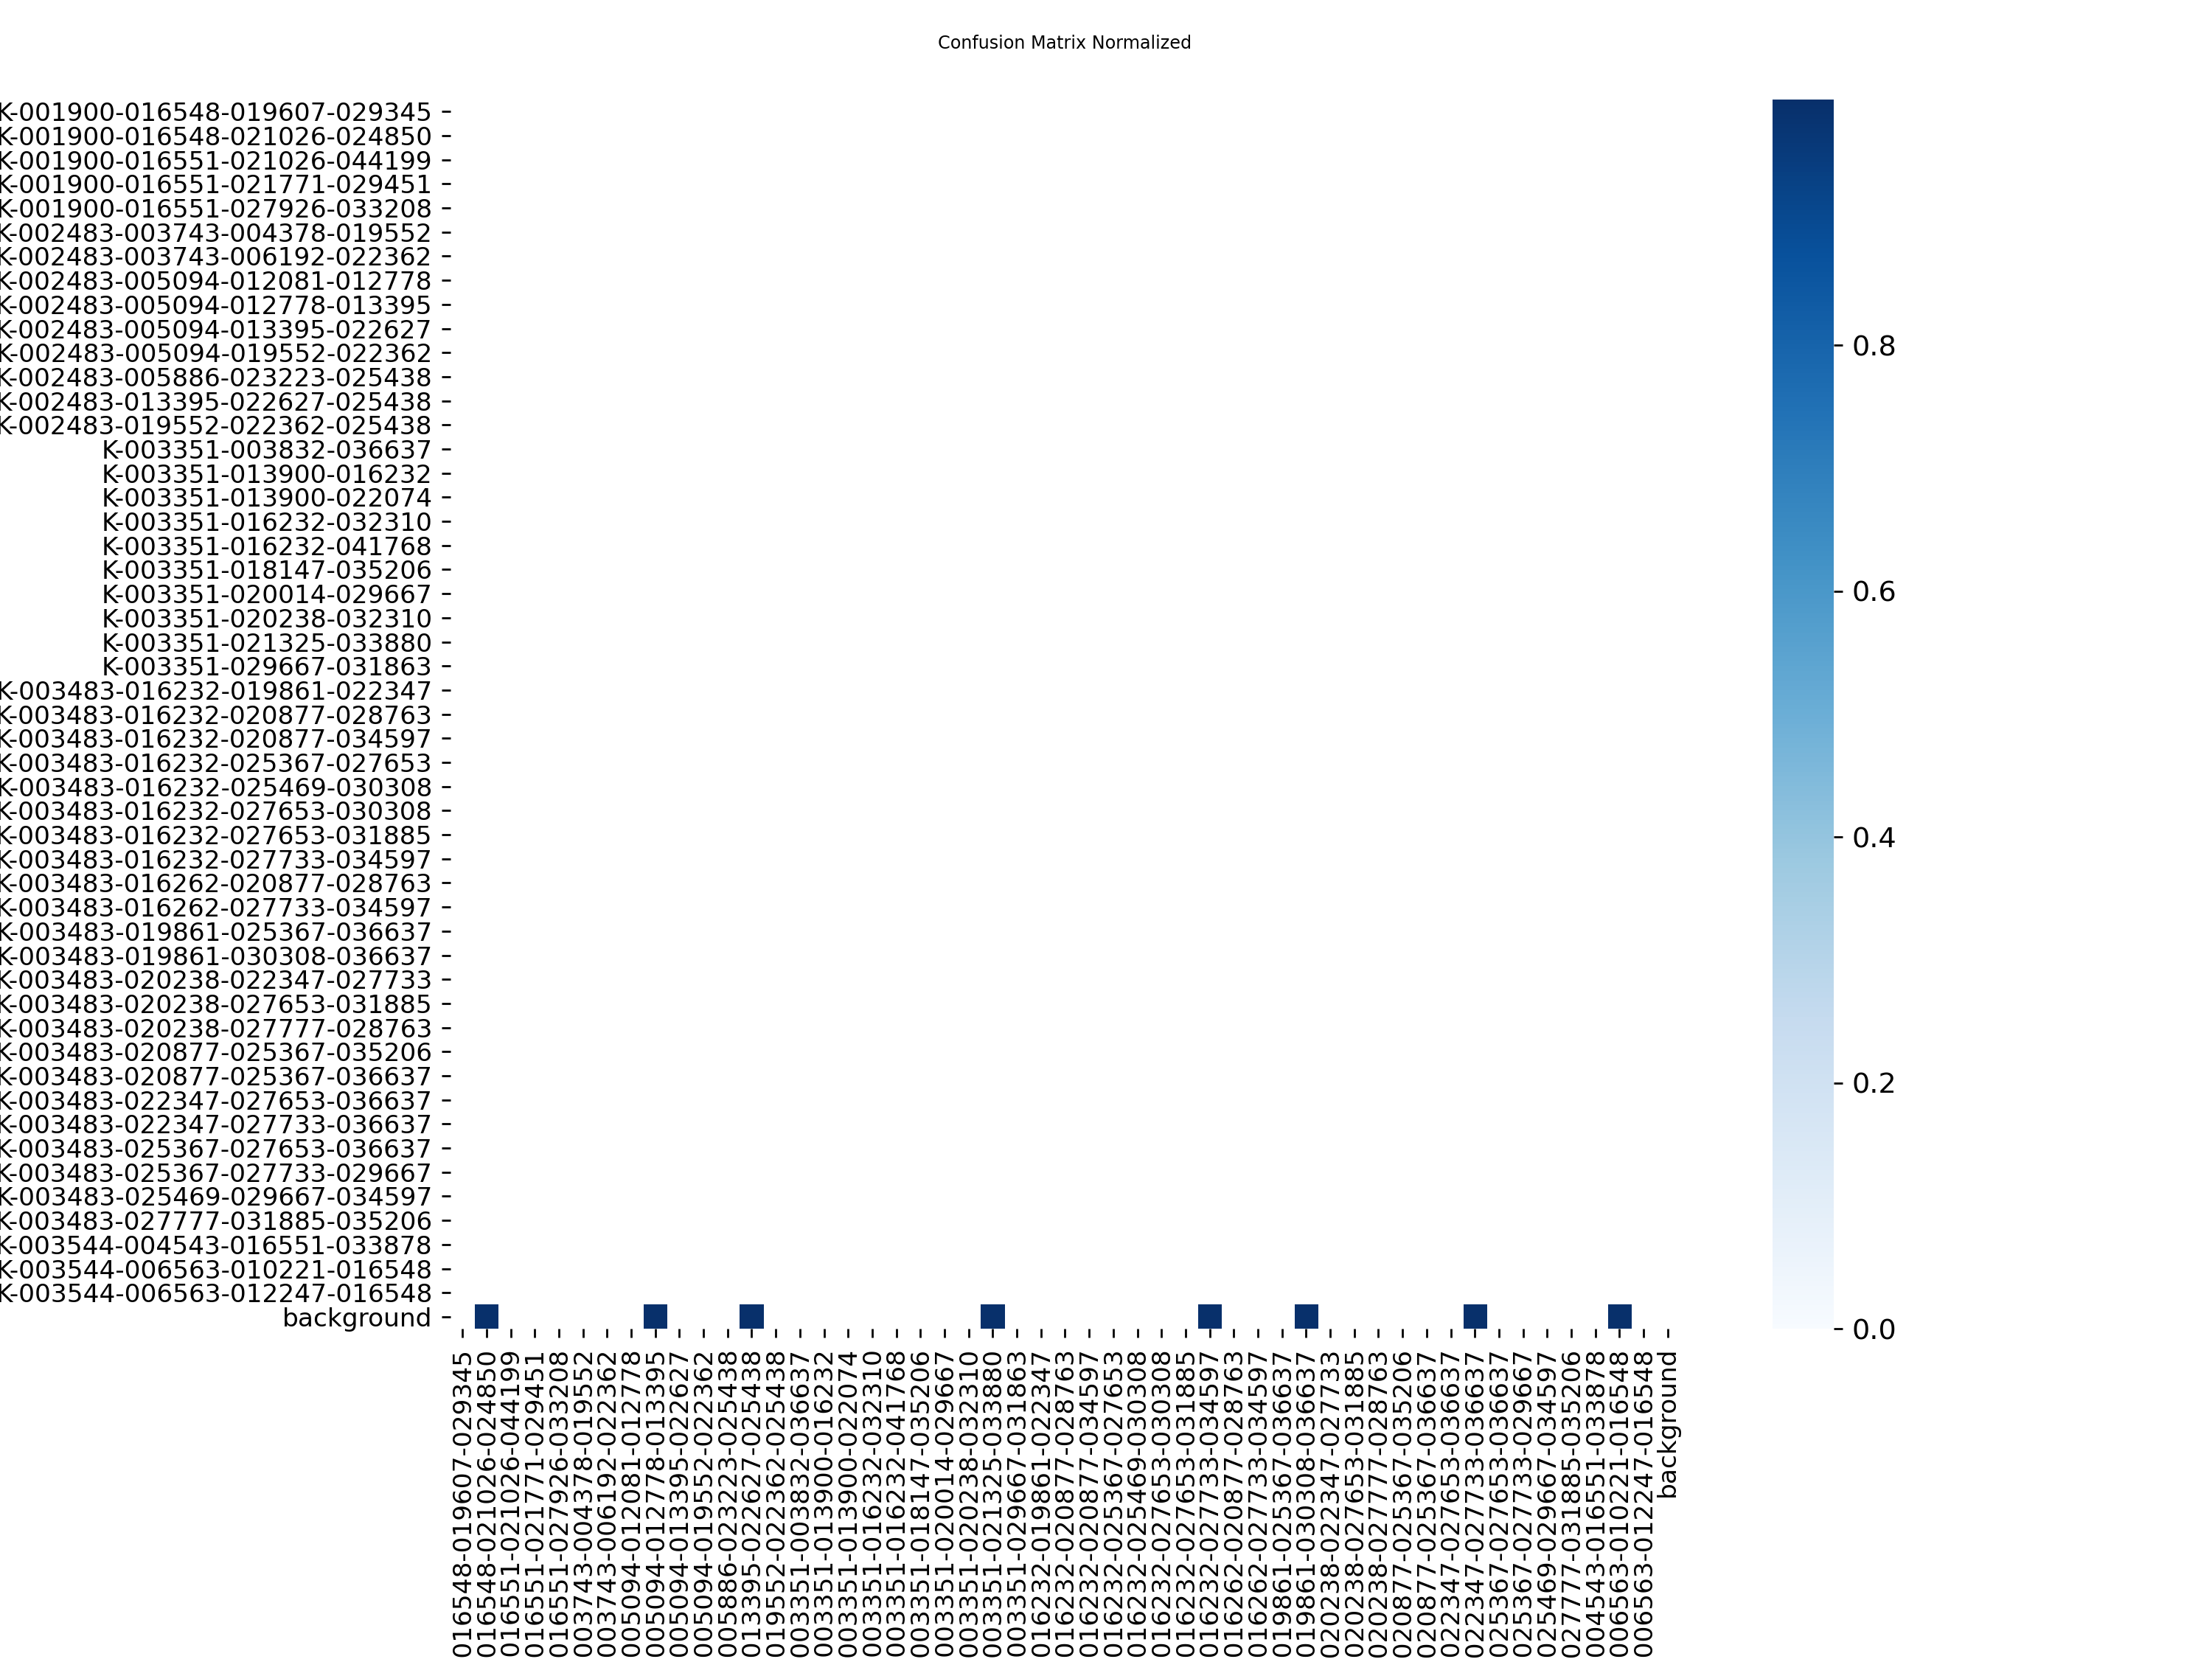 Confusion Matrix Normalized
K-001900-016548-019607-029345
K-001900-016548-021026-024850
K-001900-016551-021026-044199
K-001900-016551-021771-029451
K-001900-016551-027926-033208
K-002483-003743-004378-019552
K-002483-003743-006192-022362
K-002483-005094-012081-012778
K-002483-005094-012778-013395
K-002483-005094-013395-022627
K-002483-005094-019552-022362
K-002483-005886-023223-025438
K-002483-013395-022627-025438
K-002483-019552-022362-025438
K-003351-003832-036637
K-003351-013900-016232
K-003351-013900-022074
K-003351-016232-032310
K-003351-016232-041768
K-003351-018147-035206
K-003351-020014-029667
K-003351-020238-032310
K-003351-021325-033880
K-003351-029667-031863
K-003483-016232-019861-022347
K-003483-016232-020877-028763
K-003483-016232-020877-034597
K-003483-016232-025367-027653
K-003483-016232-025469-030308
K-003483-016232-027653-030308
K-003483-016232-027653-031885
K-003483-016232-027733-034597
K-003483-016262-020877-028763
K-003483-016262-027733-034597
K-003483-019861-025367-036637
K-003483-019861-030308-036637
K-003483-020238-022347-027733
K-003483-020238-027653-031885
K-003483-020238-027777-028763
K-003483-020877-025367-035206
K-003483-020877-025367-036637
K-003483-022347-027653-036637
K-003483-022347-027733-036637
K-003483-025367-027653-036637
K-003483-025367-027733-029667
K-003483-025469-029667-034597
K-003483-027777-031885-035206
K-003544-004543-016551-033878
K-003544-006563-010221-016548
K-003544-006563-012247-016548
background
016548-019607-029345
016548-021026-024850
016551-021026-044199
016551-021771-029451
016551-027926-033208
003743-004378-019552
003743-006192-022362
005094-012081-012778
005094-012778-013395
005094-013395-022627
005094-019552-022362
005886-023223-025438
013395-022627-025438
019552-022362-025438
003351-003832-036637
003351-013900-016232
003351-013900-022074
003351-016232-032310
003351-016232-041768
003351-018147-035206
003351-020014-029667
003351-020238-032310
003351-021325-033880
003351-029667-031863
016232-019861-022347
016232-020877-028763
016232-020877-034597
016232-025367-027653
016232-025469-030308
016232-027653-030308
016232-027653-031885
016232-027733-034597
016262-020877-028763
016262-027733-034597
019861-025367-036637
019861-030308-036637
020238-022347-027733
020238-027653-031885
020238-027777-028763
020877-025367-035206
020877-025367-036637
022347-027653-036637
022347-027733-036637
025367-027653-036637
025367-027733-029667
025469-029667-034597
027777-031885-035206
004543-016551-033878
006563-010221-016548
006563-012247-016548
background
0.8
0.6
0.4
0.2
0.0